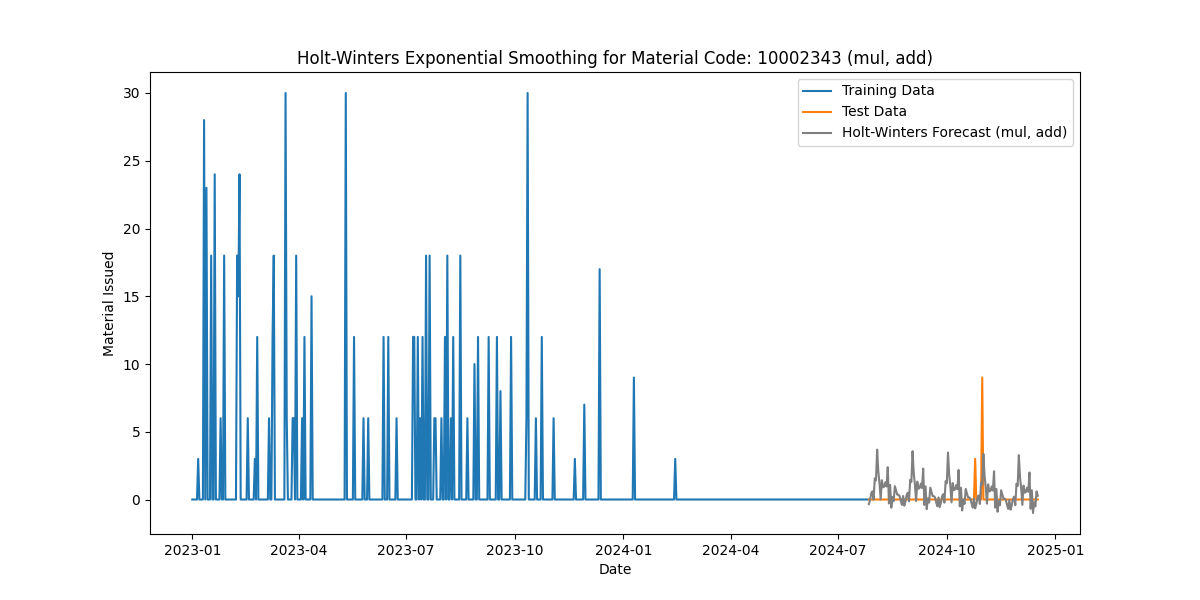 Holt-Winters Exponential Smoothing for Material Code: 10002343 (mul, add)
Training Data
Test Data
Holt-Winters Forecast (mul, add)
Material Issued
30
25
20
15
10
5
0
2023-01
2023-04
2023-07
2023-10
2024-01
2024-04
2024-07
2024-10
2025-01
Date